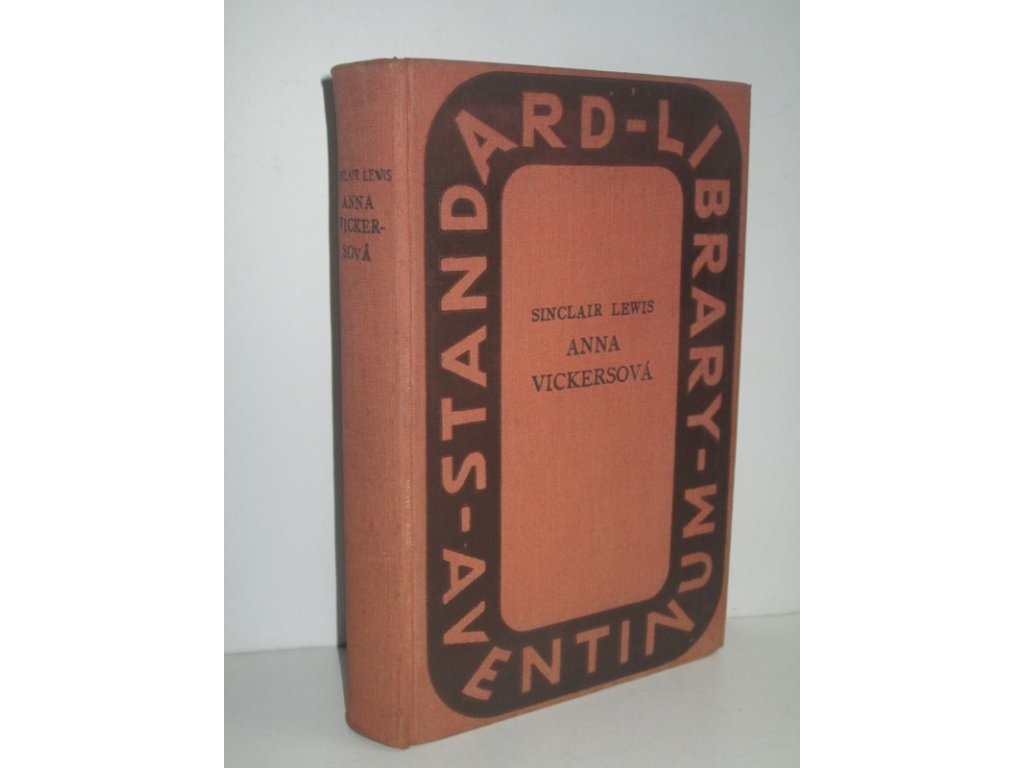 SINCLAIR LEWIS
ANNA
VICKER-
SOVÁ
STANDARD-LIBRARY-
AVENTINUM-
SINCLAIR LEWIS
ANNA
VICKERSOVÁ